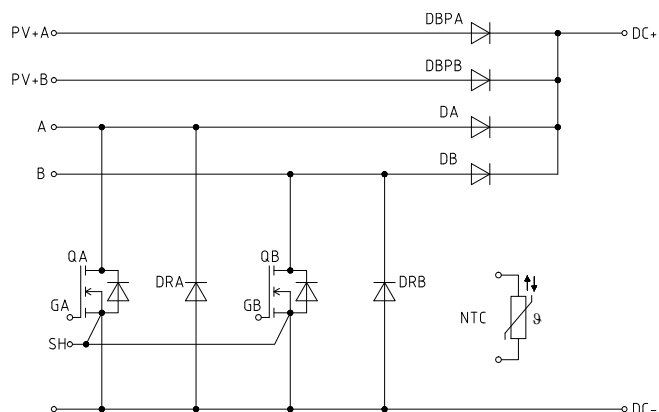 DBPA
PV+A
DC+
DBPB
PV+B
DA
A
DB
B
QA
QB
DRA
DRB
GA
GB
NTC
ϑ
SH
DC-